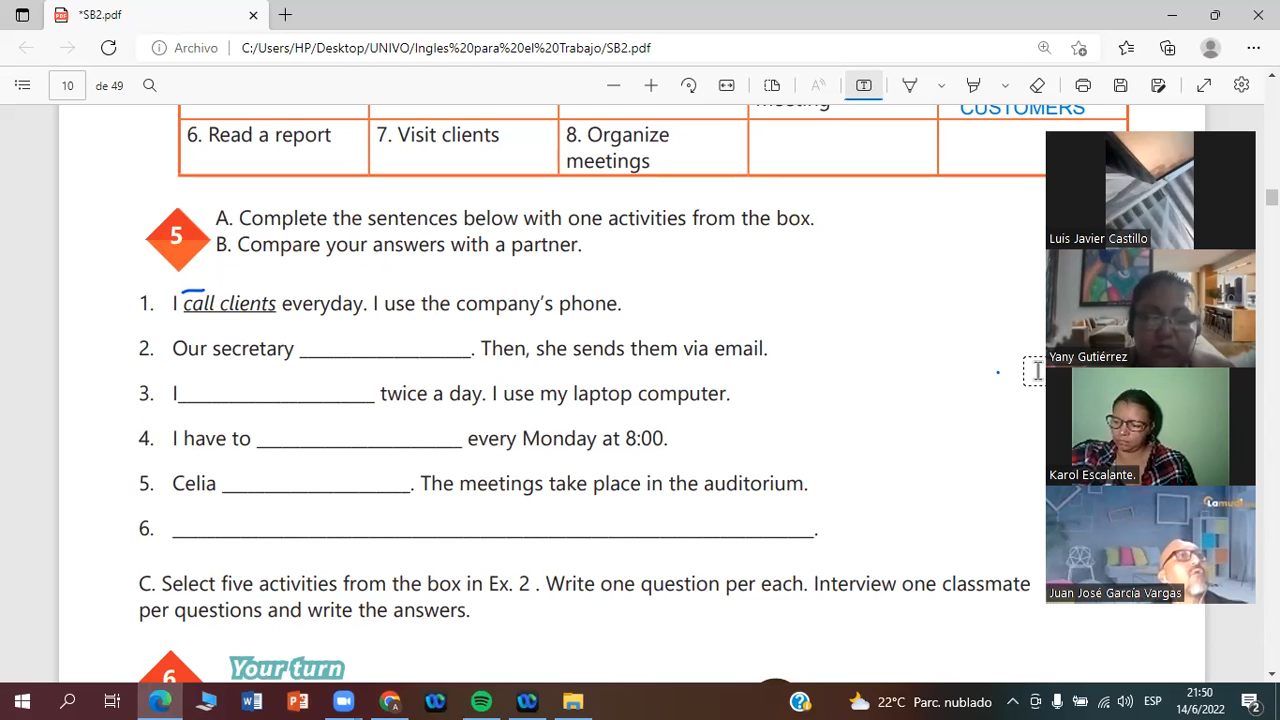 *SB2.pdf
Archivo C:/Users/HP/Desktop/UNIVO/Ingles%20para%20el%20Trabajo/SB2.pdf
10 de 49
meeting CUSTOMERS
6. Read a report 7. Visit clients 8. Organize
meetings
5 A. Complete the sentences below with one activities from the box.
B. Compare your answers with a partner.
1. I call clients everyday. I use the company's phone.
2. Our secretary ___________________. Then, she sends them via email.
3. I______________________ twice a day. I use my laptop computer.
4. I have to _______________________ every Monday at 8:00.
5. Celia _____________________. The meetings take place in the auditorium.
6. ________________________________________________________________________.
C. Select five activities from the box in Ex. 2 . Write one question per each. Interview one classmate
per questions and write the answers.
6 Your turn
Luis Javier Castillo
Yany Gutiérrez
Karol Escalante.
Lamudi
Juan José García Vargas
22°C Parc. nublado ESP 21:50
14/6/2022 2